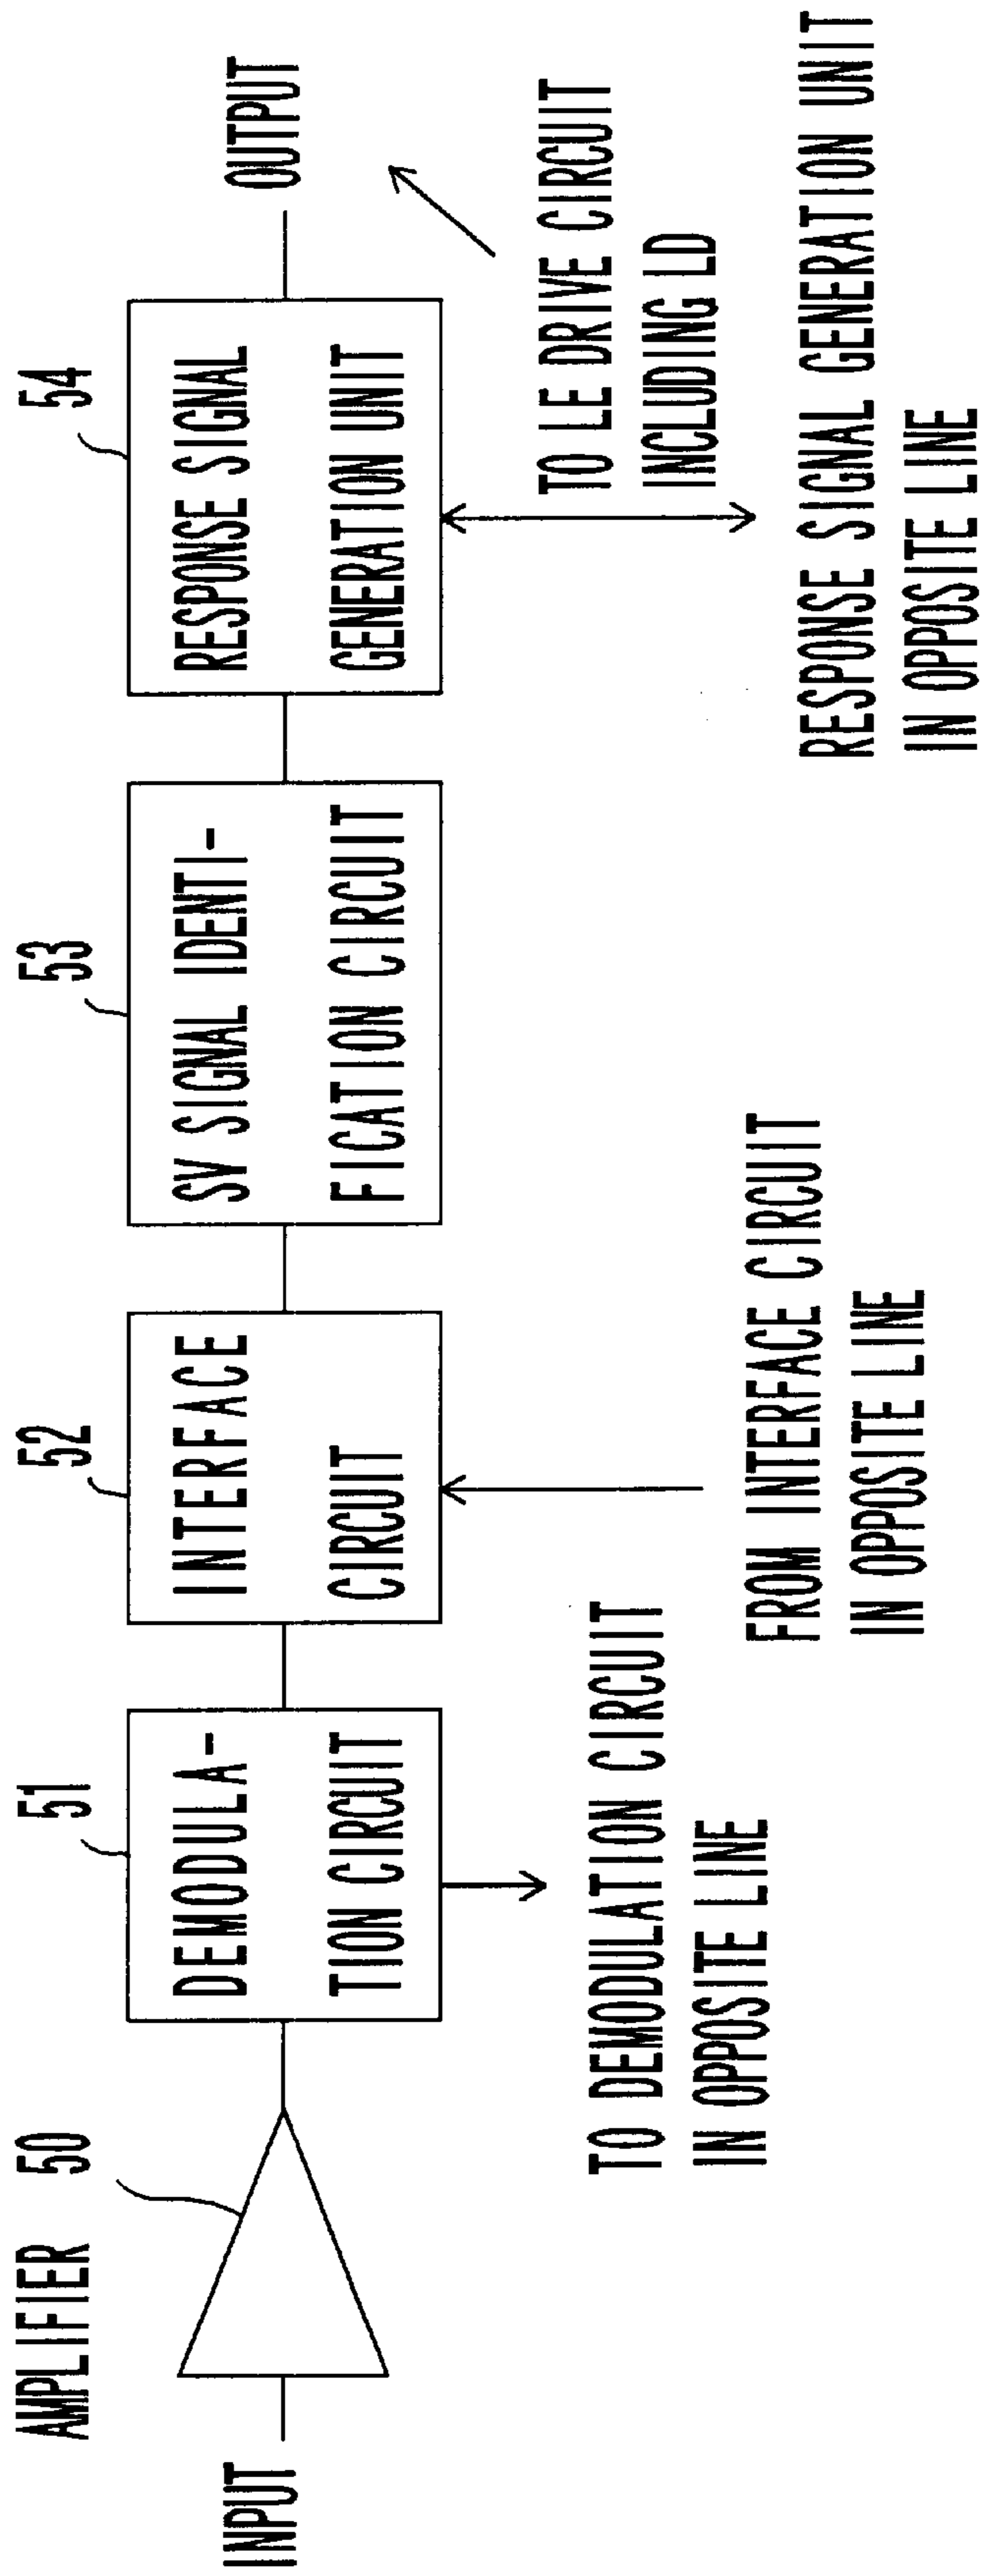 AMPLIFIER 50
51
52
53
54
INPUT
DEMODULA-
TION CIRCUIT
INTERFACE
CIRCUIT
SV SIGNAL IDENTI-
FICATION CIRCUIT
RESPONSE SIGNAL
GENERATION UNIT
OUTPUT
TO DEMODULATION CIRCUIT
IN OPPOSITE LINE
FROM INTERFACE CIRCUIT
IN OPPOSITE LINE
TO LE DRIVE CIRCUIT
INCLUDING LD
RESPONSE SIGNAL GENERATION UNIT
IN OPPOSITE LINE